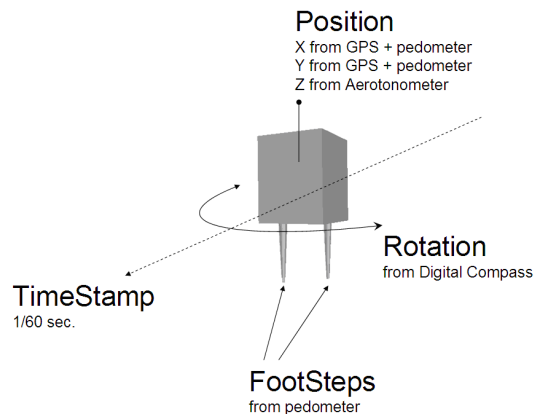 Position
X from GPS + pedometer
Y from GPS + pedometer
Z from Aerotonometer
Rotation
from Digital Compass
TimeStamp
1/60 sec.
FootSteps
from pedometer